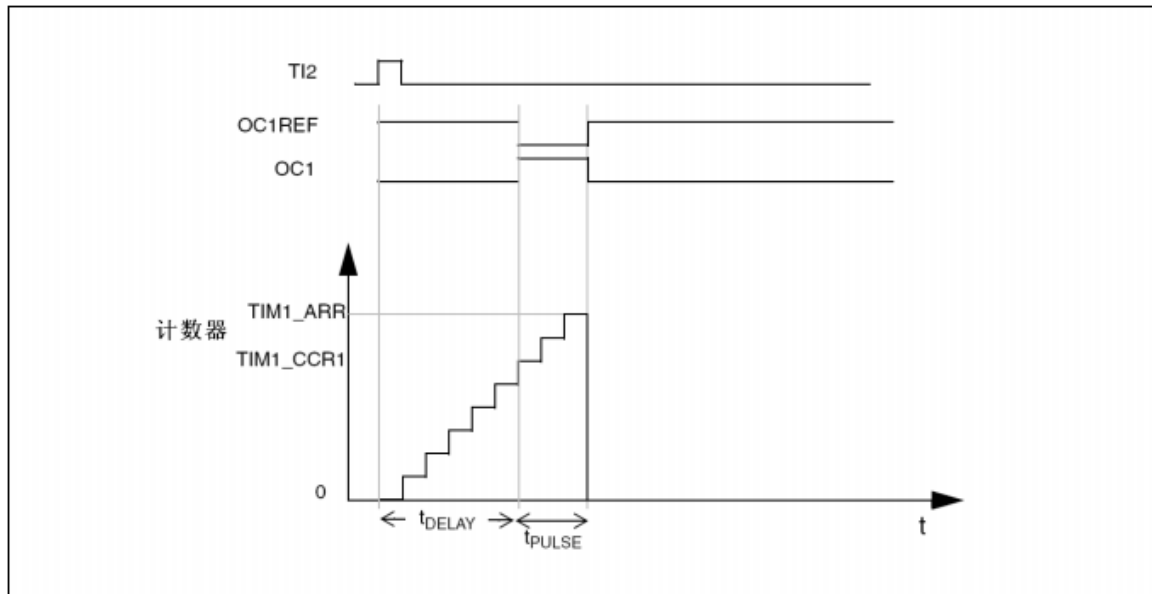 TI2
OC1REF
OC1
TIM1_ARR
计数器
TIM1_CCR1
0
tDELAY
tPULSE
t